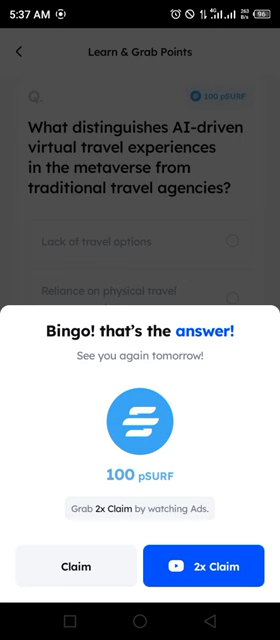 5:37 AM
4G
263
B/s
96
Learn & Grab Points
Q.
100 pSURF
What distinguishes AI-driven
virtual travel experiences
in the metaverse from
traditional travel agencies?
Lack of travel options
Reliance on physical travel
Bingo! that's the answer!
See you again tomorrow!
100 pSURF
Grab 2x Claim by watching Ads.
Claim
2x Claim